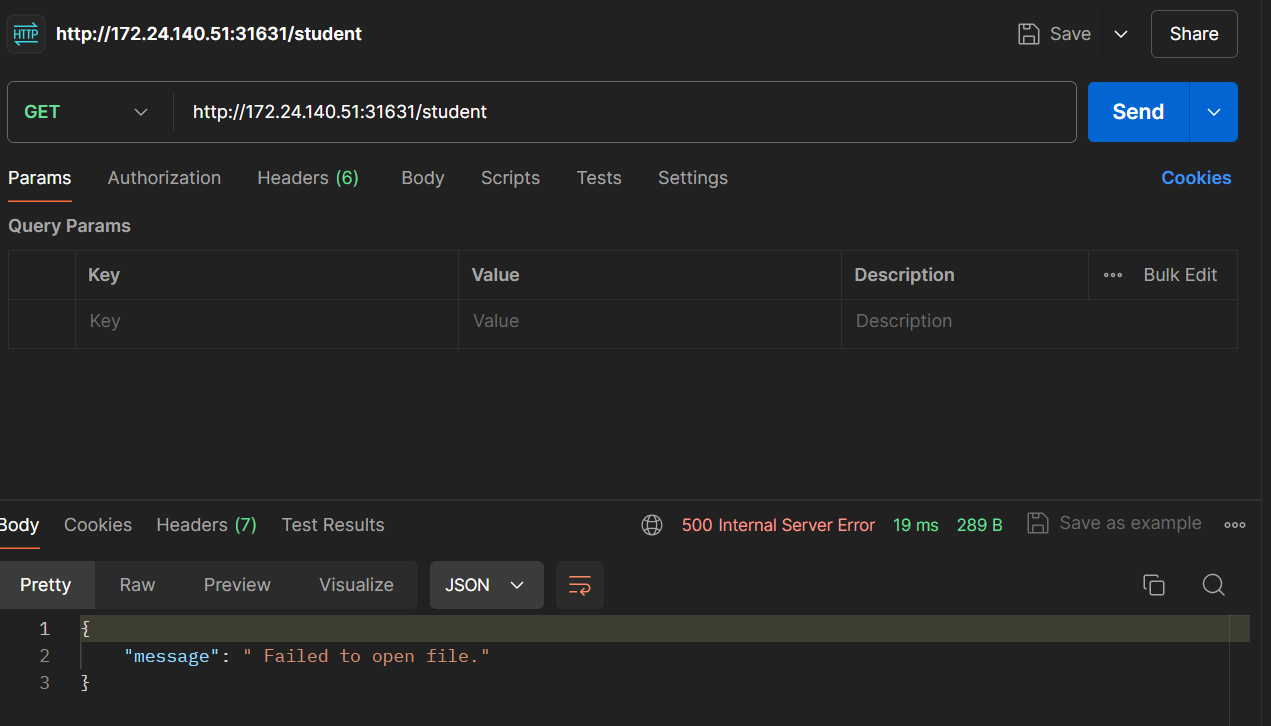 HTTP http://172.24.140.51:31631/student Save Share
GET http://172.24.140.51:31631/student Send
Params Authorization Headers (6) Body Scripts Tests Settings Cookies
Query Params
Key Value Description Bulk Edit
Key Value Description
Body Cookies Headers (7) Test Results 500 Internal Server Error 19 ms 289 B Save as example
Pretty Raw Preview Visualize JSON
1 {
2 "message": " Failed to open file."
3 }